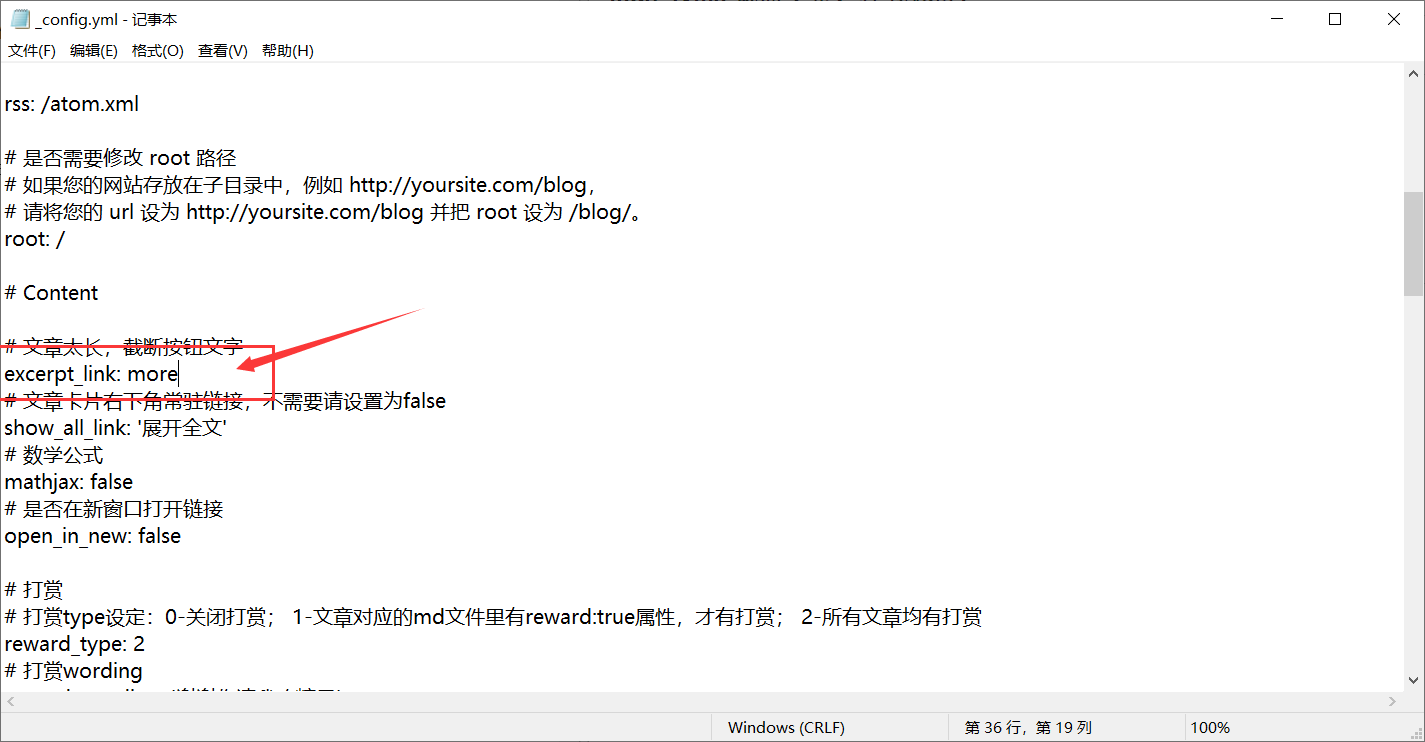 _config.yml - 记事本
文件(F) 编辑(E) 格式(O) 查看(V) 帮助(H)
rss: /atom.xml
# 是否需要修改 root 路径
# 如果您的网站存放在子目录中，例如 http://yoursite.com/blog，
# 请将您的 url 设为 http://yoursite.com/blog 并把 root 设为 /blog/。
root: /
# Content
# 文章太长，截断按钮文字
excerpt_link: more
# 文章卡片右下角常驻链接，不需要请设置为false
show_all_link: '展开全文'
# 数学公式
mathjax: false
# 是否在新窗口打开链接
open_in_new: false
# 打赏
# 打赏type设定：0-关闭打赏； 1-文章对应的md文件里有reward:true属性，才有打赏； 2-所有文章均有打赏
reward_type: 2
# 打赏wording
Windows (CRLF) 第 36 行，第 19 列 100%